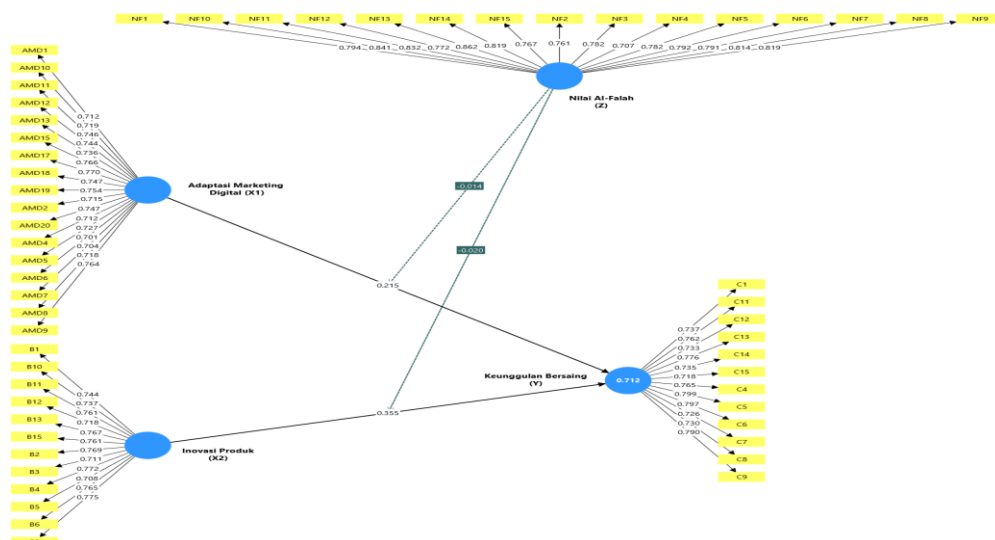 NF1 NF10 NF11 NF12 NF13 NF14 NF15 NF2 NF3 NF4 NF5 NF6 NF7 NF8 NF9
0.794 0.841 0.832 0.772 0.862 0.819 0.767 0.761 0.782 0.707 0.782 0.792 0.791 0.814 0.819
Nilai Al-Falah
(Z)
AMD1
AMD10
AMD11
AMD12
AMD13
AMD15
AMD17
AMD18
AMD19
AMD2
AMD20
AMD4
AMD5
AMD6
AMD7
AMD8
AMD9
0.712
0.719
0.746
0.744
0.736
0.766
0.770
0.747
0.754
0.715
0.747
0.712
0.727
0.701
0.704
0.718
0.764
Adaptasi Marketing
Digital (X1)
-0.014
-0.020
0.215
0.355
B1
B10
B11
B12
B13
B15
B2
B3
B4
B5
B6
0.744
0.737
0.761
0.718
0.767
0.761
0.769
0.711
0.772
0.708
0.765
0.775
Inovasi Produk
(X2)
Keunggulan Bersaing
(Y)
0.712
0.737
0.762
0.733
0.776
0.735
0.718
0.765
0.799
0.797
0.726
0.730
0.790
C1
C11
C12
C13
C14
C15
C4
C5
C6
C7
C8
C9